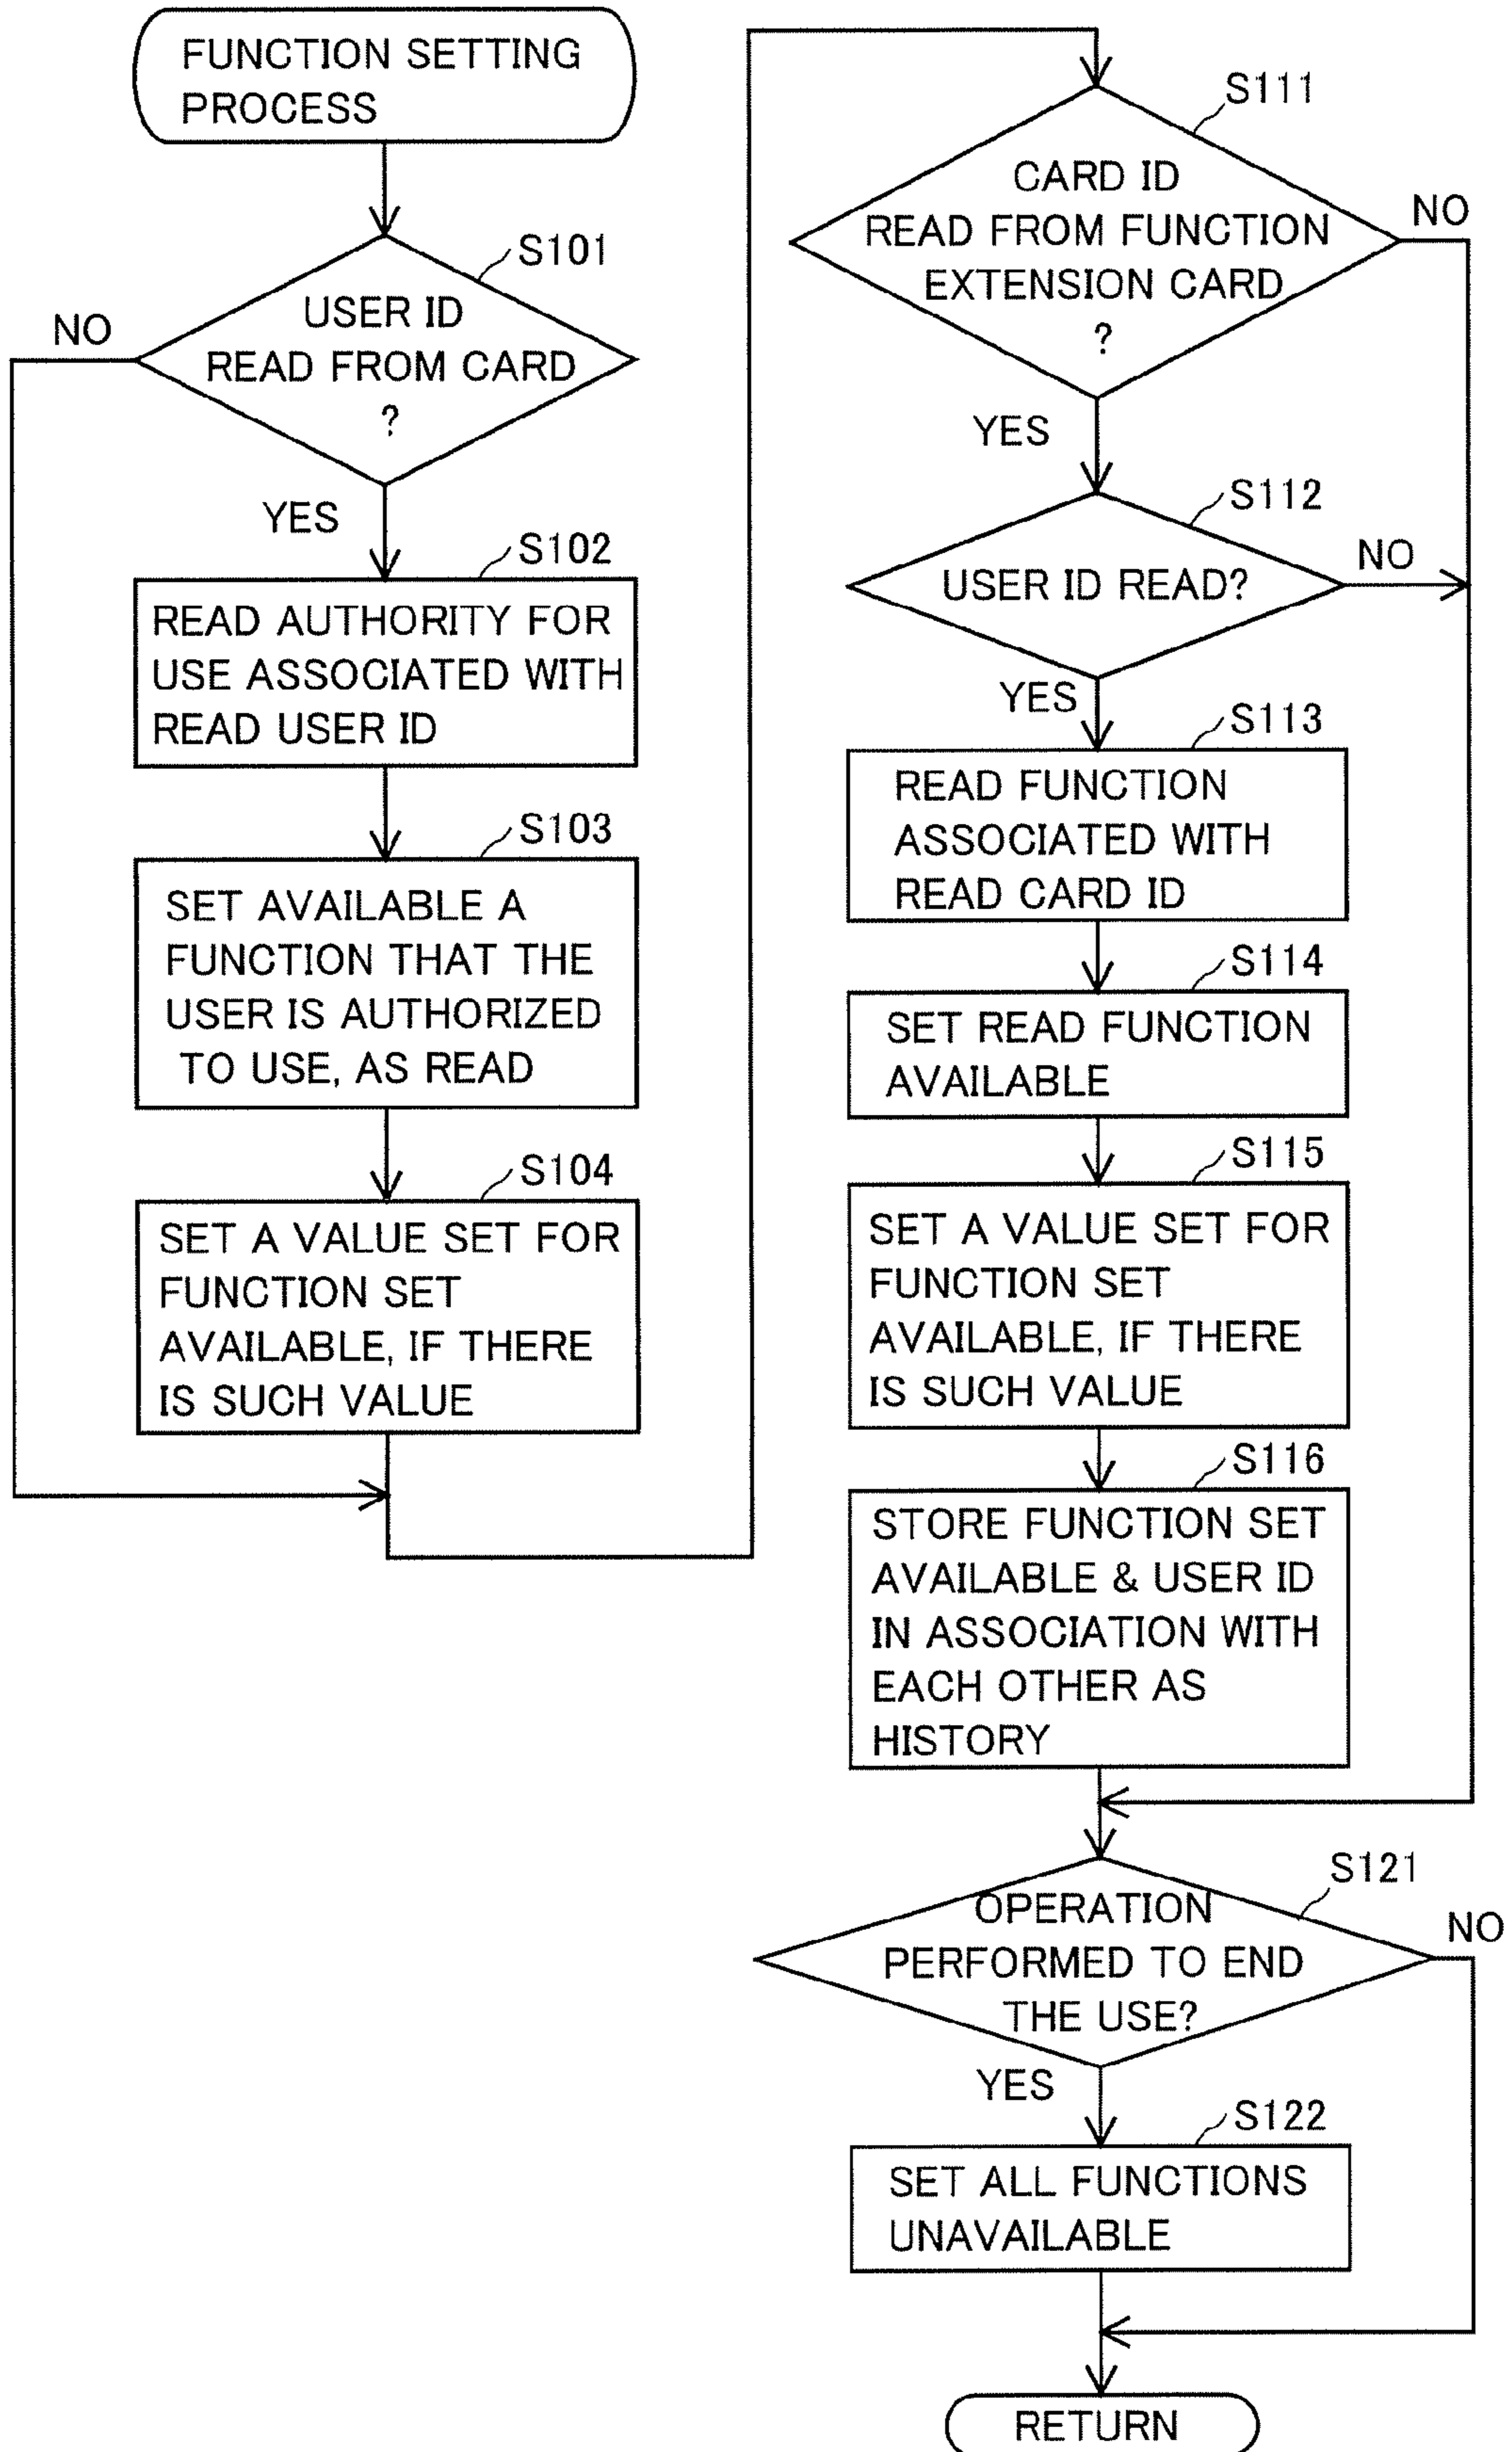 FUNCTION SETTING
PROCESS
S101
USER ID
READ FROM CARD
?
NO
YES
S102
READ AUTHORITY FOR
USE ASSOCIATED WITH
READ USER ID
S103
SET AVAILABLE A
FUNCTION THAT THE
USER IS AUTHORIZED
TO USE, AS READ
S104
SET A VALUE SET FOR
FUNCTION SET
AVAILABLE, IF THERE
IS SUCH VALUE
S111
CARD ID
READ FROM FUNCTION
EXTENSION CARD
?
NO
YES
S112
USER ID READ?
NO
YES
S113
READ FUNCTION
ASSOCIATED WITH
READ CARD ID
S114
SET READ FUNCTION
AVAILABLE
S115
SET A VALUE SET FOR
FUNCTION SET
AVAILABLE, IF THERE
IS SUCH VALUE
S116
STORE FUNCTION SET
AVAILABLE & USER ID
IN ASSOCIATION WITH
EACH OTHER AS
HISTORY
S121
OPERATION
PERFORMED TO END
THE USE?
NO
YES
S122
SET ALL FUNCTIONS
UNAVAILABLE
RETURN